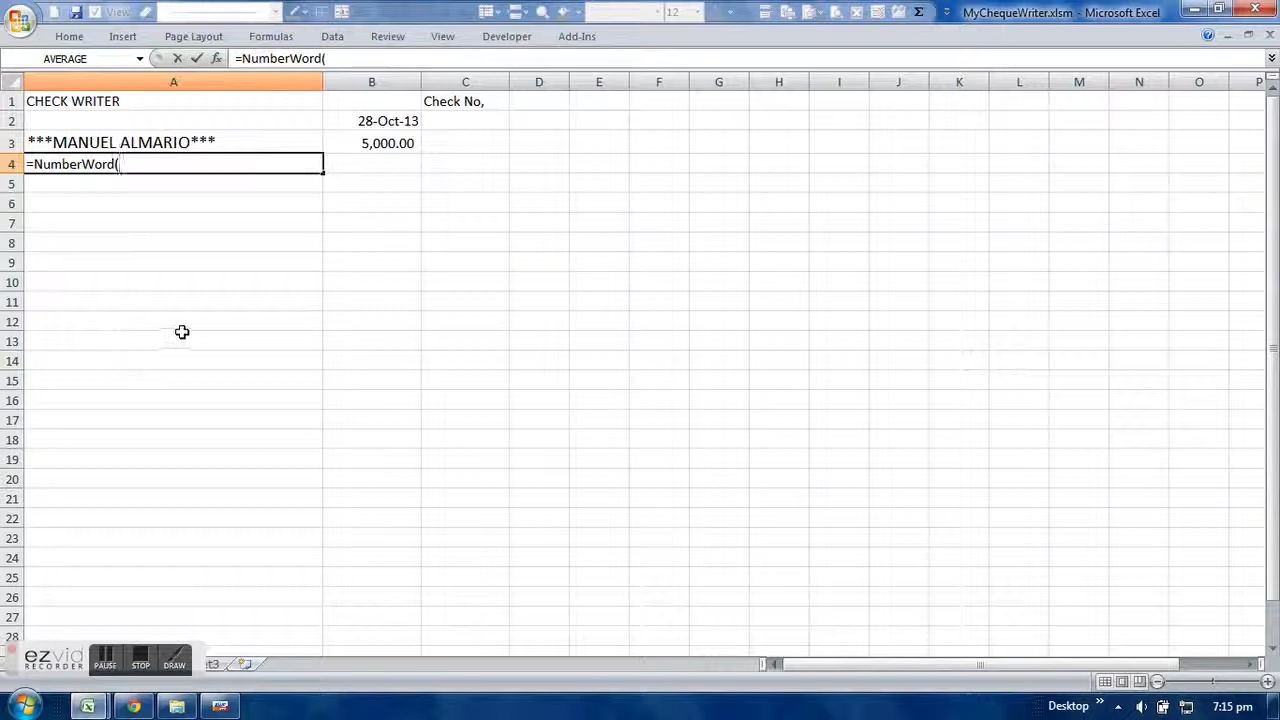 View
12
MyChequeWriter.xlsm - Microsoft Excel
Home Insert Page Layout Formulas Data Review View Developer Add-Ins
AVERAGE =NumberWord(
A B C D E F G H I J K L M N O P
1 CHECK WRITER Check No,
2 28-Oct-13
3 ***MANUEL ALMARIO*** 5,000.00
4 =NumberWord(
5
6
7
8
9
10
11
12
13
14
15
16
17
18
19
20
21
22
23
24
25
26
27
28
ezvid
RECORDER
PAUSE STOP DRAW
Desktop 7:15 pm